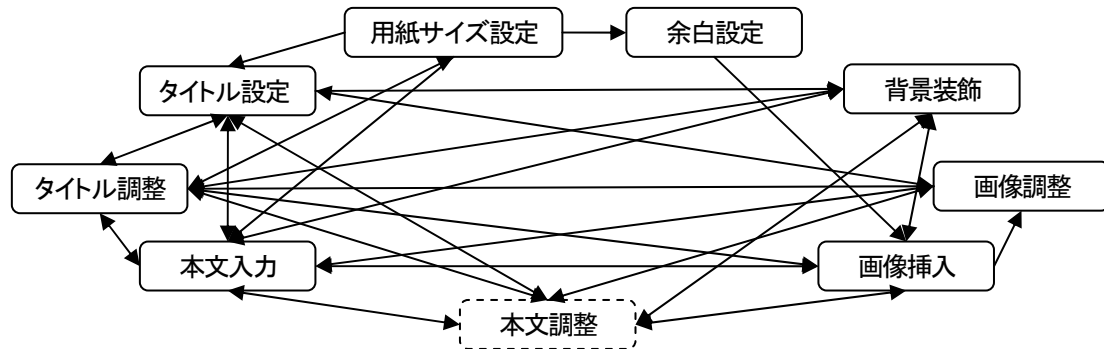 用紙サイズ設定
余白設定
タイトル設定
背景装飾
タイトル調整
画像調整
本文入力
画像挿入
本文調整